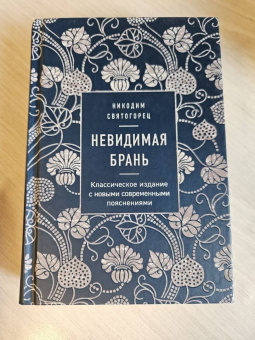 НИКОДИМ
СВЯТОГОРЕЦ
НЕВИДИМАЯ
БРАНЬ
Классическое издание
с новыми современными
пояснениями